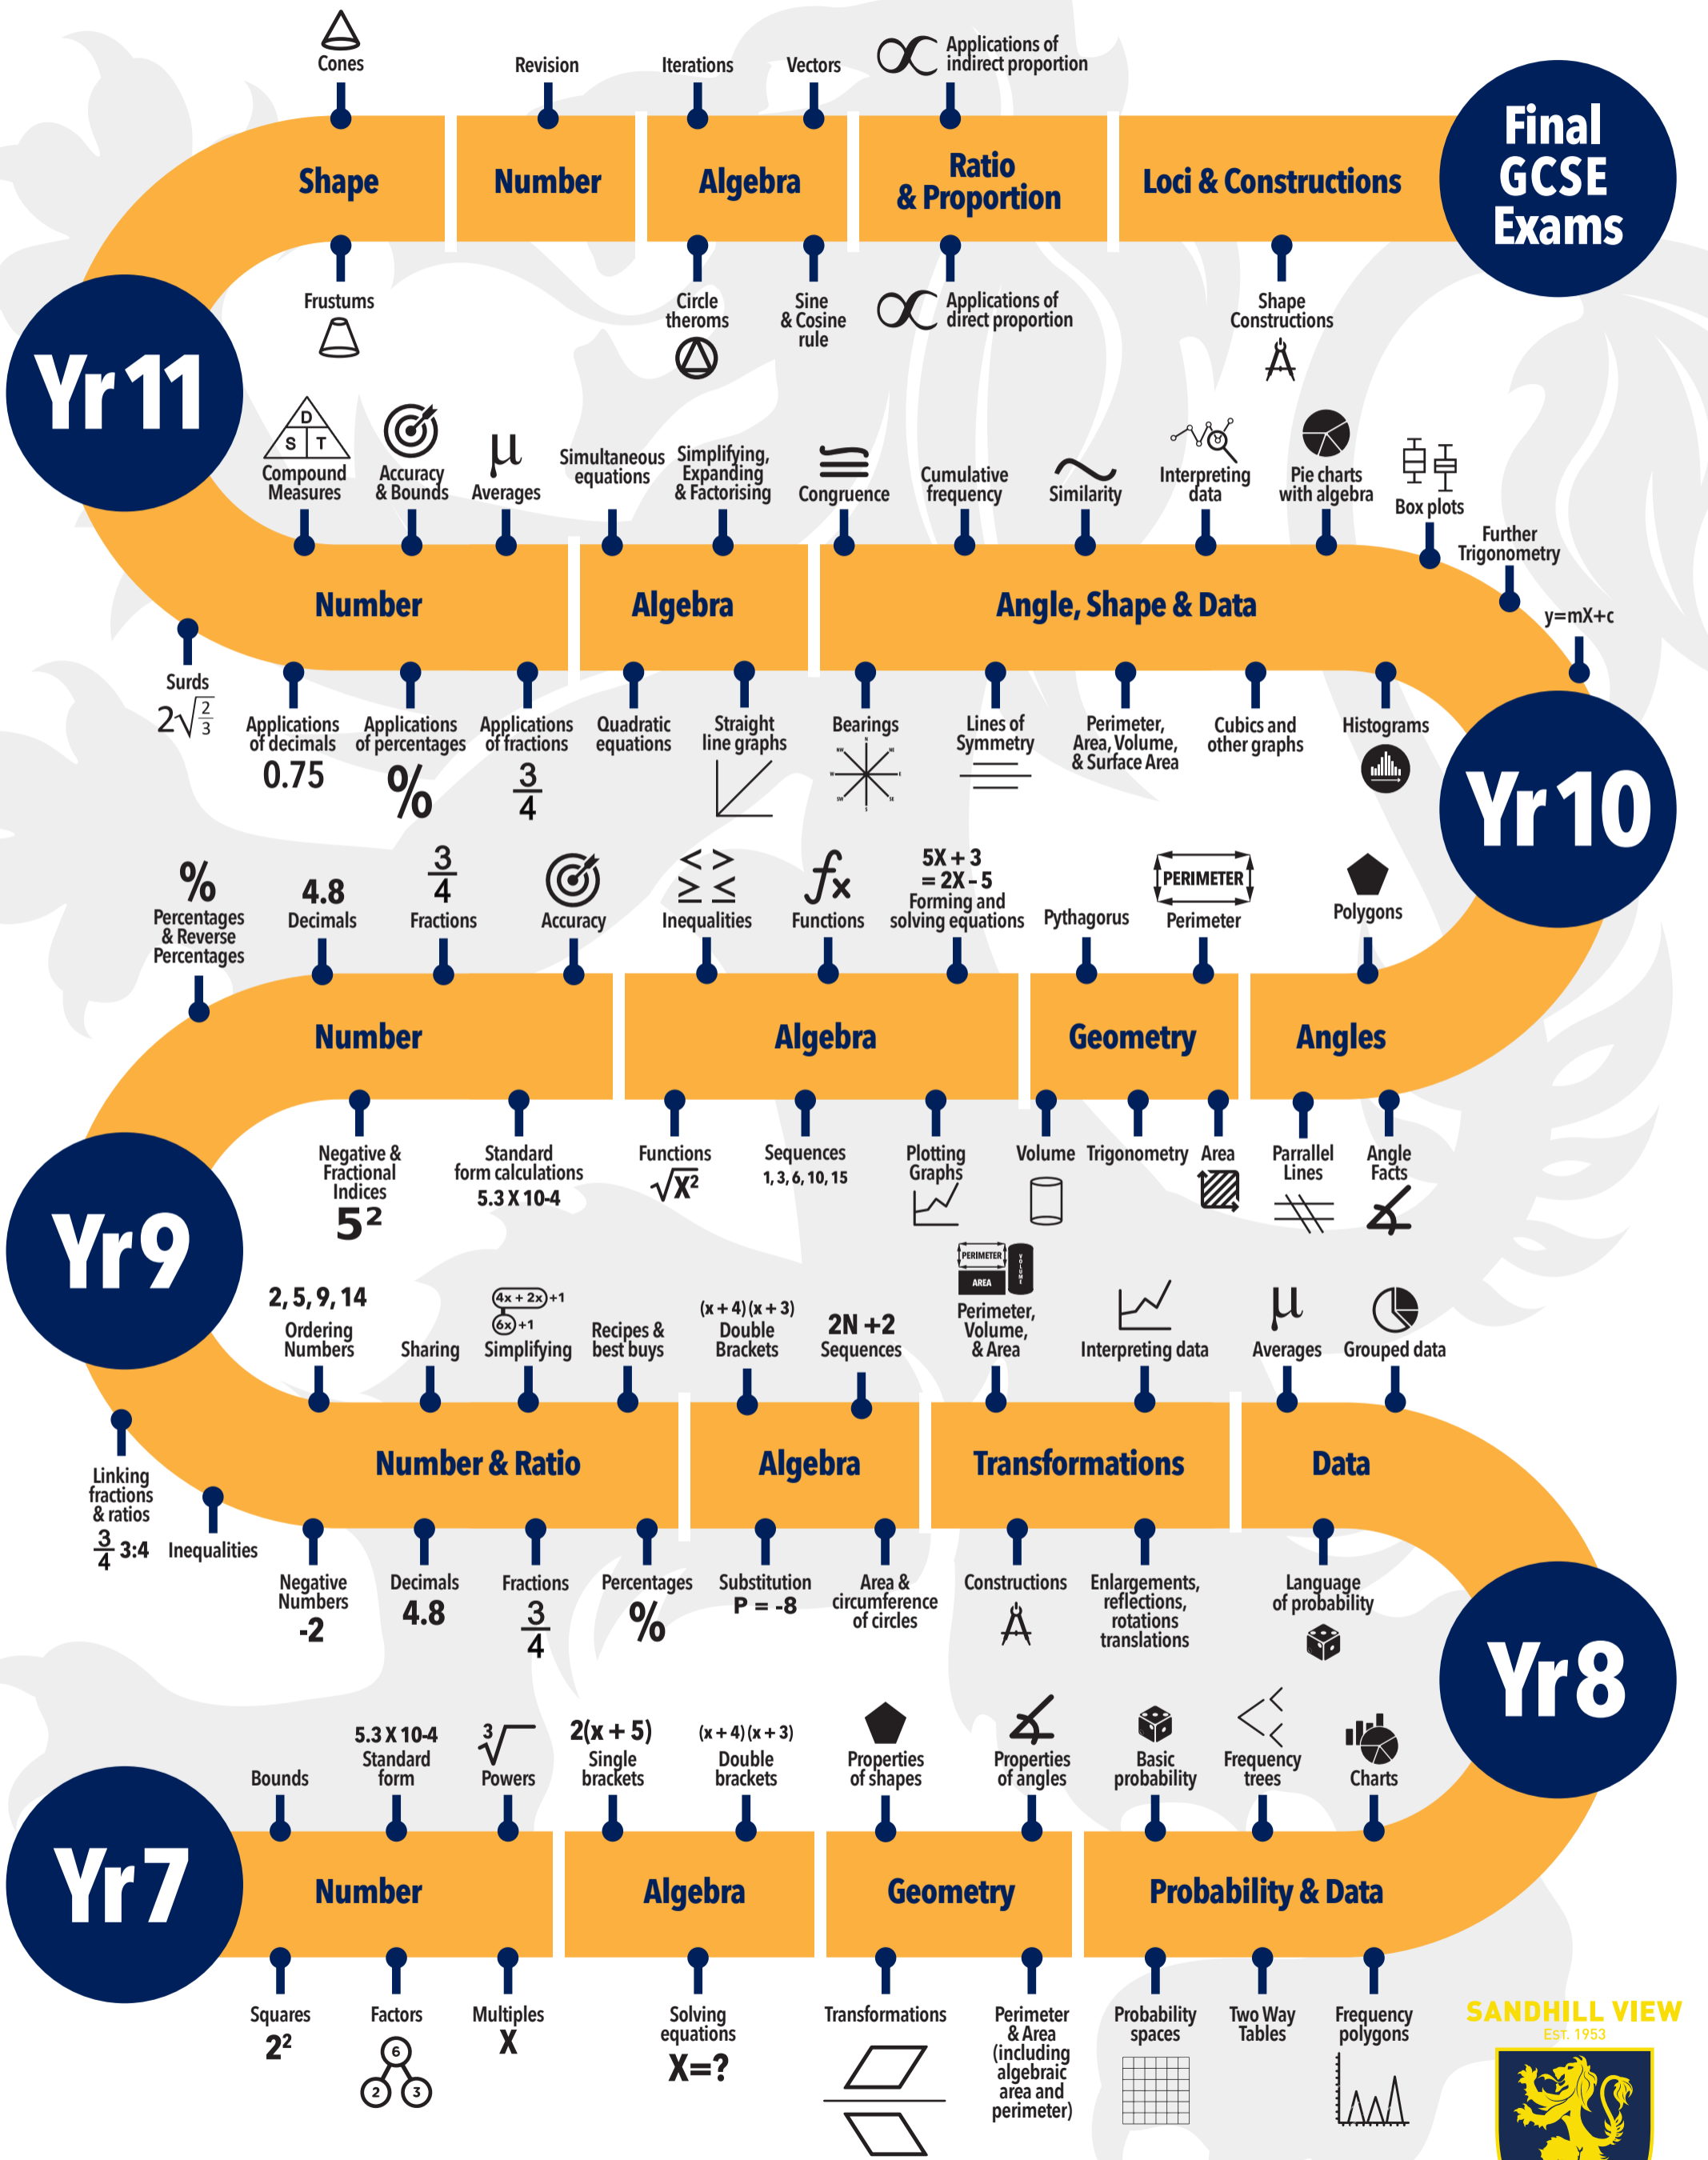 Cones
Revision
Iterations
Vectors
Applications of
indirect proportion
Final
GCSE
Exams
Shape
Number
Algebra
Ratio
& Proportion
Loci & Constructions
Frustums
Circle
theroms
Sine
& Cosine
rule
Applications of
direct proportion
Shape
Constructions
Yr 11
D
S T
Compound
Measures
Accuracy
& Bounds
μ
Averages
Simultaneous
equations
Simplifying,
Expanding
& Factorising
Congruence
Cumulative
frequency
Similarity
Interpreting
data
Pie charts
with algebra
Box plots
Further
Trigonometry
y=mX+c
Number
Algebra
Angle, Shape & Data
Surds
2√2/3
Applications
of decimals
0.75
Applications
of percentages
%
Applications
of fractions
3
4
Quadratic
equations
Straight
line graphs
Bearings
Lines of
Symmetry
Perimeter,
Area, Volume,
& Surface Area
Cubics and
other graphs
Histograms
Yr 10
%
Percentages
& Reverse
Percentages
4.8
Decimals
3
4
Fractions
Accuracy
< >
≥ ≤
Inequalities
fx
Functions
5X + 3
= 2X – 5
Forming and
solving equations
Pythagorus
PERIMETER
Perimeter
Polygons
Number
Algebra
Geometry
Angles
Negative &
Fractional
Indices
5²
Standard
form calculations
5.3 X 10-4
Functions
√X²
Sequences
1, 3, 6, 10, 15
Plotting
Graphs
Volume
Trigonometry
Area
Parrallel
Lines
Angle
Facts
Yr 9
2, 5, 9, 14
Ordering
Numbers
Sharing
4x + 2x +1
6x +1
Simplifying
Recipes &
best buys
(x + 4) (x + 3)
Double
Brackets
2N +2
Sequences
PERIMETER
AREA
VOLUME
Perimeter,
Volume,
& Area
Interpreting data
μ
Averages
Grouped data
Number & Ratio
Algebra
Transformations
Data
Linking
fractions
& ratios
3
4 3:4
Inequalities
Negative
Numbers
-2
Decimals
4.8
Fractions
3
4
Percentages
%
Substitution
P = -8
Area &
circumference
of circles
Constructions
Enlargements,
reflections,
rotations
translations
Language
of probability
Yr 8
Bounds
5.3 X 10-4
Standard
form
3√
Powers
2(x + 5)
Single
brackets
(x + 4) (x + 3)
Double
brackets
Properties
of shapes
Properties
of angles
Basic
probability
Frequency
trees
Charts
Yr 7
Number
Algebra
Geometry
Probability & Data
Squares
2²
Factors
6
2 3
Multiples
X
Solving
equations
X=?
Transformations
Perimeter
& Area
(including
algebraic
area and
perimeter)
Probability
spaces
Two Way
Tables
Frequency
polygons
SANDHILL VIEW
EST. 1953